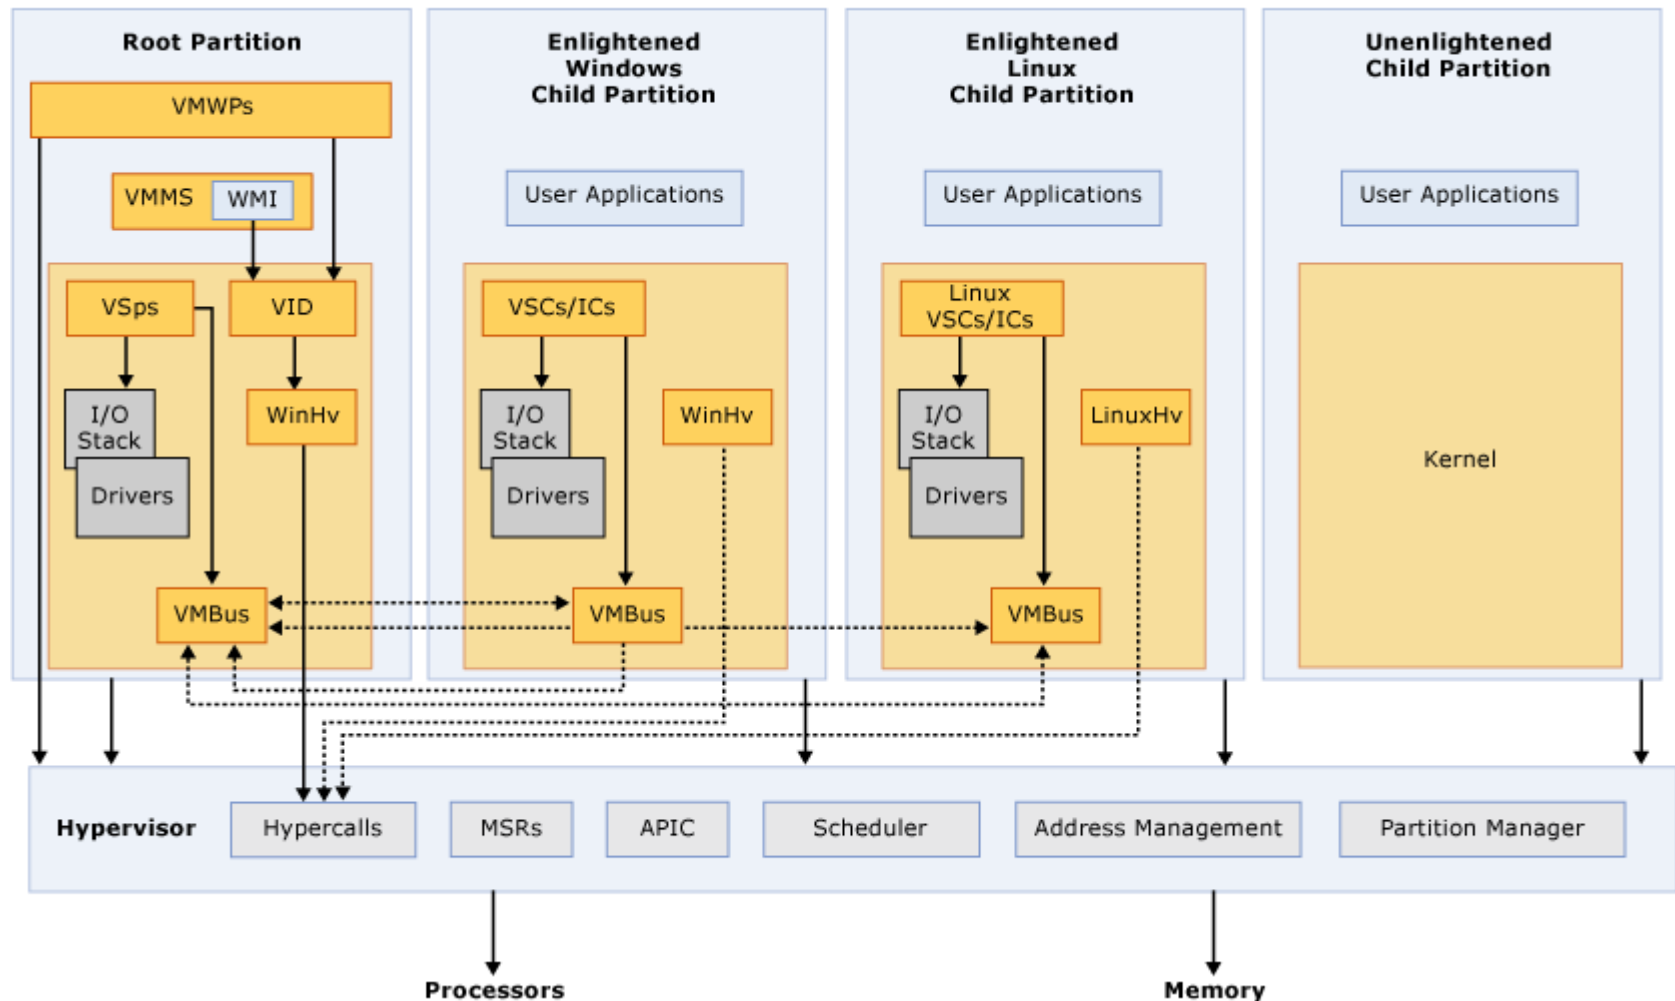 Root Partition
Enlightened
Windows
Child Partition
Enlightened
Linux
Child Partition
Unenlightened
Child Partition
VMWPs
VMMS
WMI
User Applications
User Applications
User Applications
VSps
VID
VSCs/ICs
Linux
VSCs/ICs
I/O
Stack
Drivers
WinHv
I/O
Stack
Drivers
WinHv
I/O
Stack
Drivers
LinuxHv
Kernel
VMBus
VMBus
VMBus
Hypervisor
Hypercalls
MSRs
APIC
Scheduler
Address Management
Partition Manager
Processors
Memory